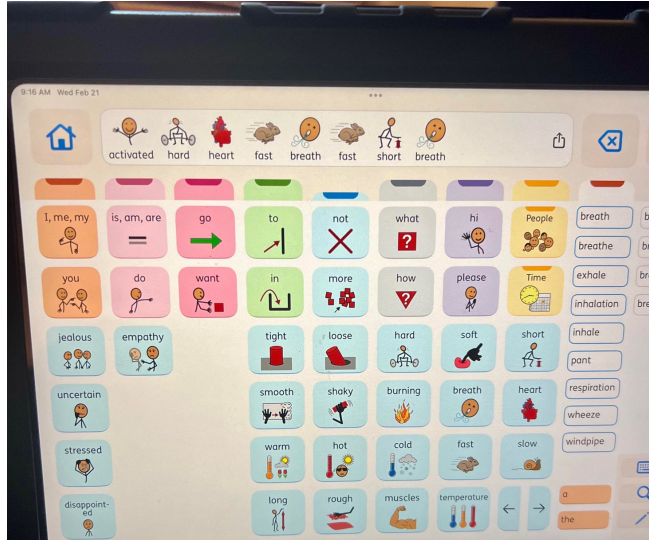 9:16 AM Wed Feb 21
activated hard heart fast breath fast short breath
I, me, my is, am, are go to not what hi People breath
breathe
you do want in more how please Time exhale
inhalation
jealous empathy tight loose hard soft short inhale
pant
uncertain smooth shaky burning breath heart respiration
wheeze
stressed warm hot cold fast slow windpipe
disappoint-
ed long rough muscles temperature a
the